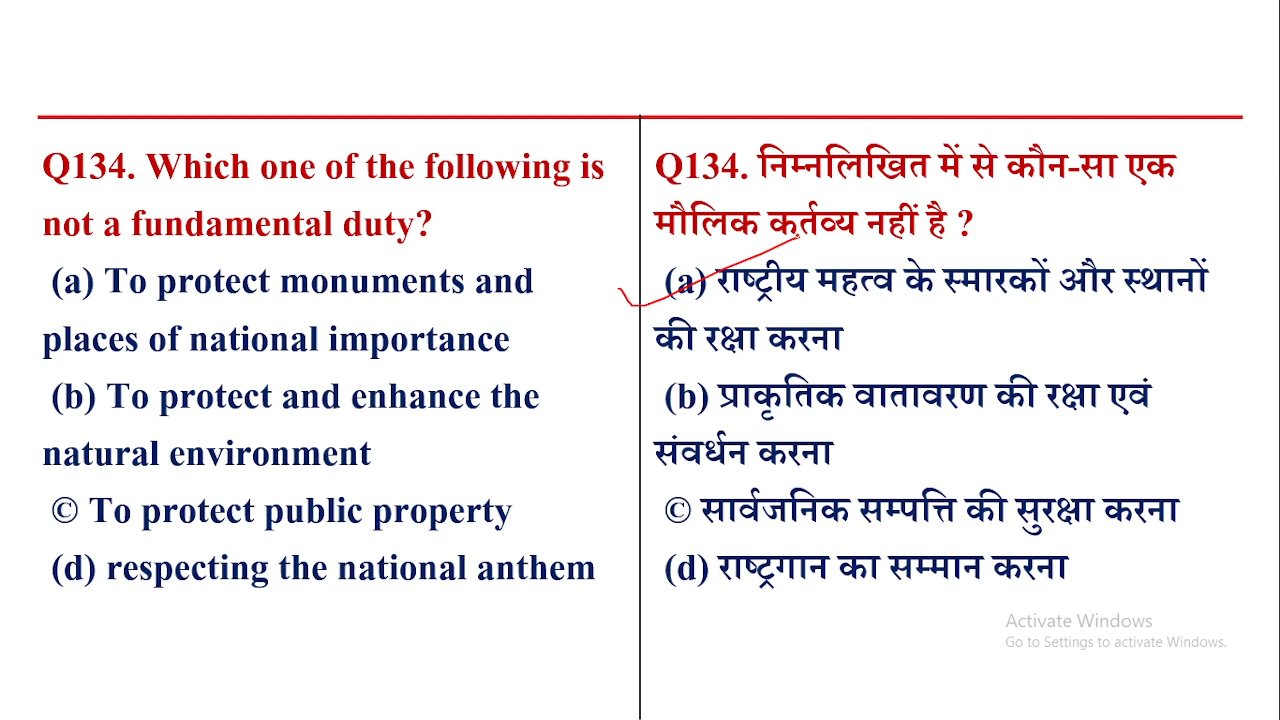 Q134. Which one of the following is
not a fundamental duty?
(a) To protect monuments and
places of national importance
(b) To protect and enhance the
natural environment
© To protect public property
(d) respecting the national anthem
Q134. निम्नलिखित में से कौन-सा एक
मौलिक कर्तव्य नहीं है ?
(a) राष्ट्रीय महत्व के स्मारकों और स्थानों
की रक्षा करना
(b) प्राकृतिक वातावरण की रक्षा एवं
संवर्धन करना
© सार्वजनिक सम्पत्ति की सुरक्षा करना
(d) राष्ट्रगान का सम्मान करना
Activate Windows
Go to Settings to activate Windows.